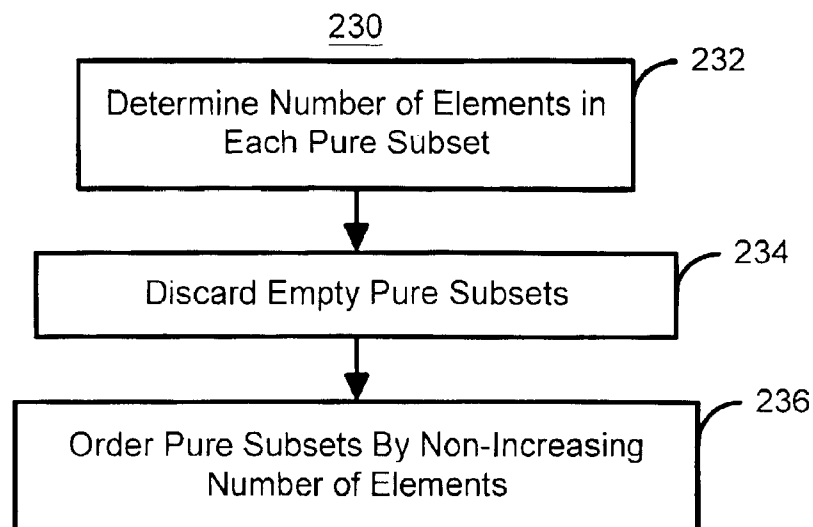 230
232
Determine Number of Elements in
Each Pure Subset
234
Discard Empty Pure Subsets
236
Order Pure Subsets By Non-Increasing
Number of Elements